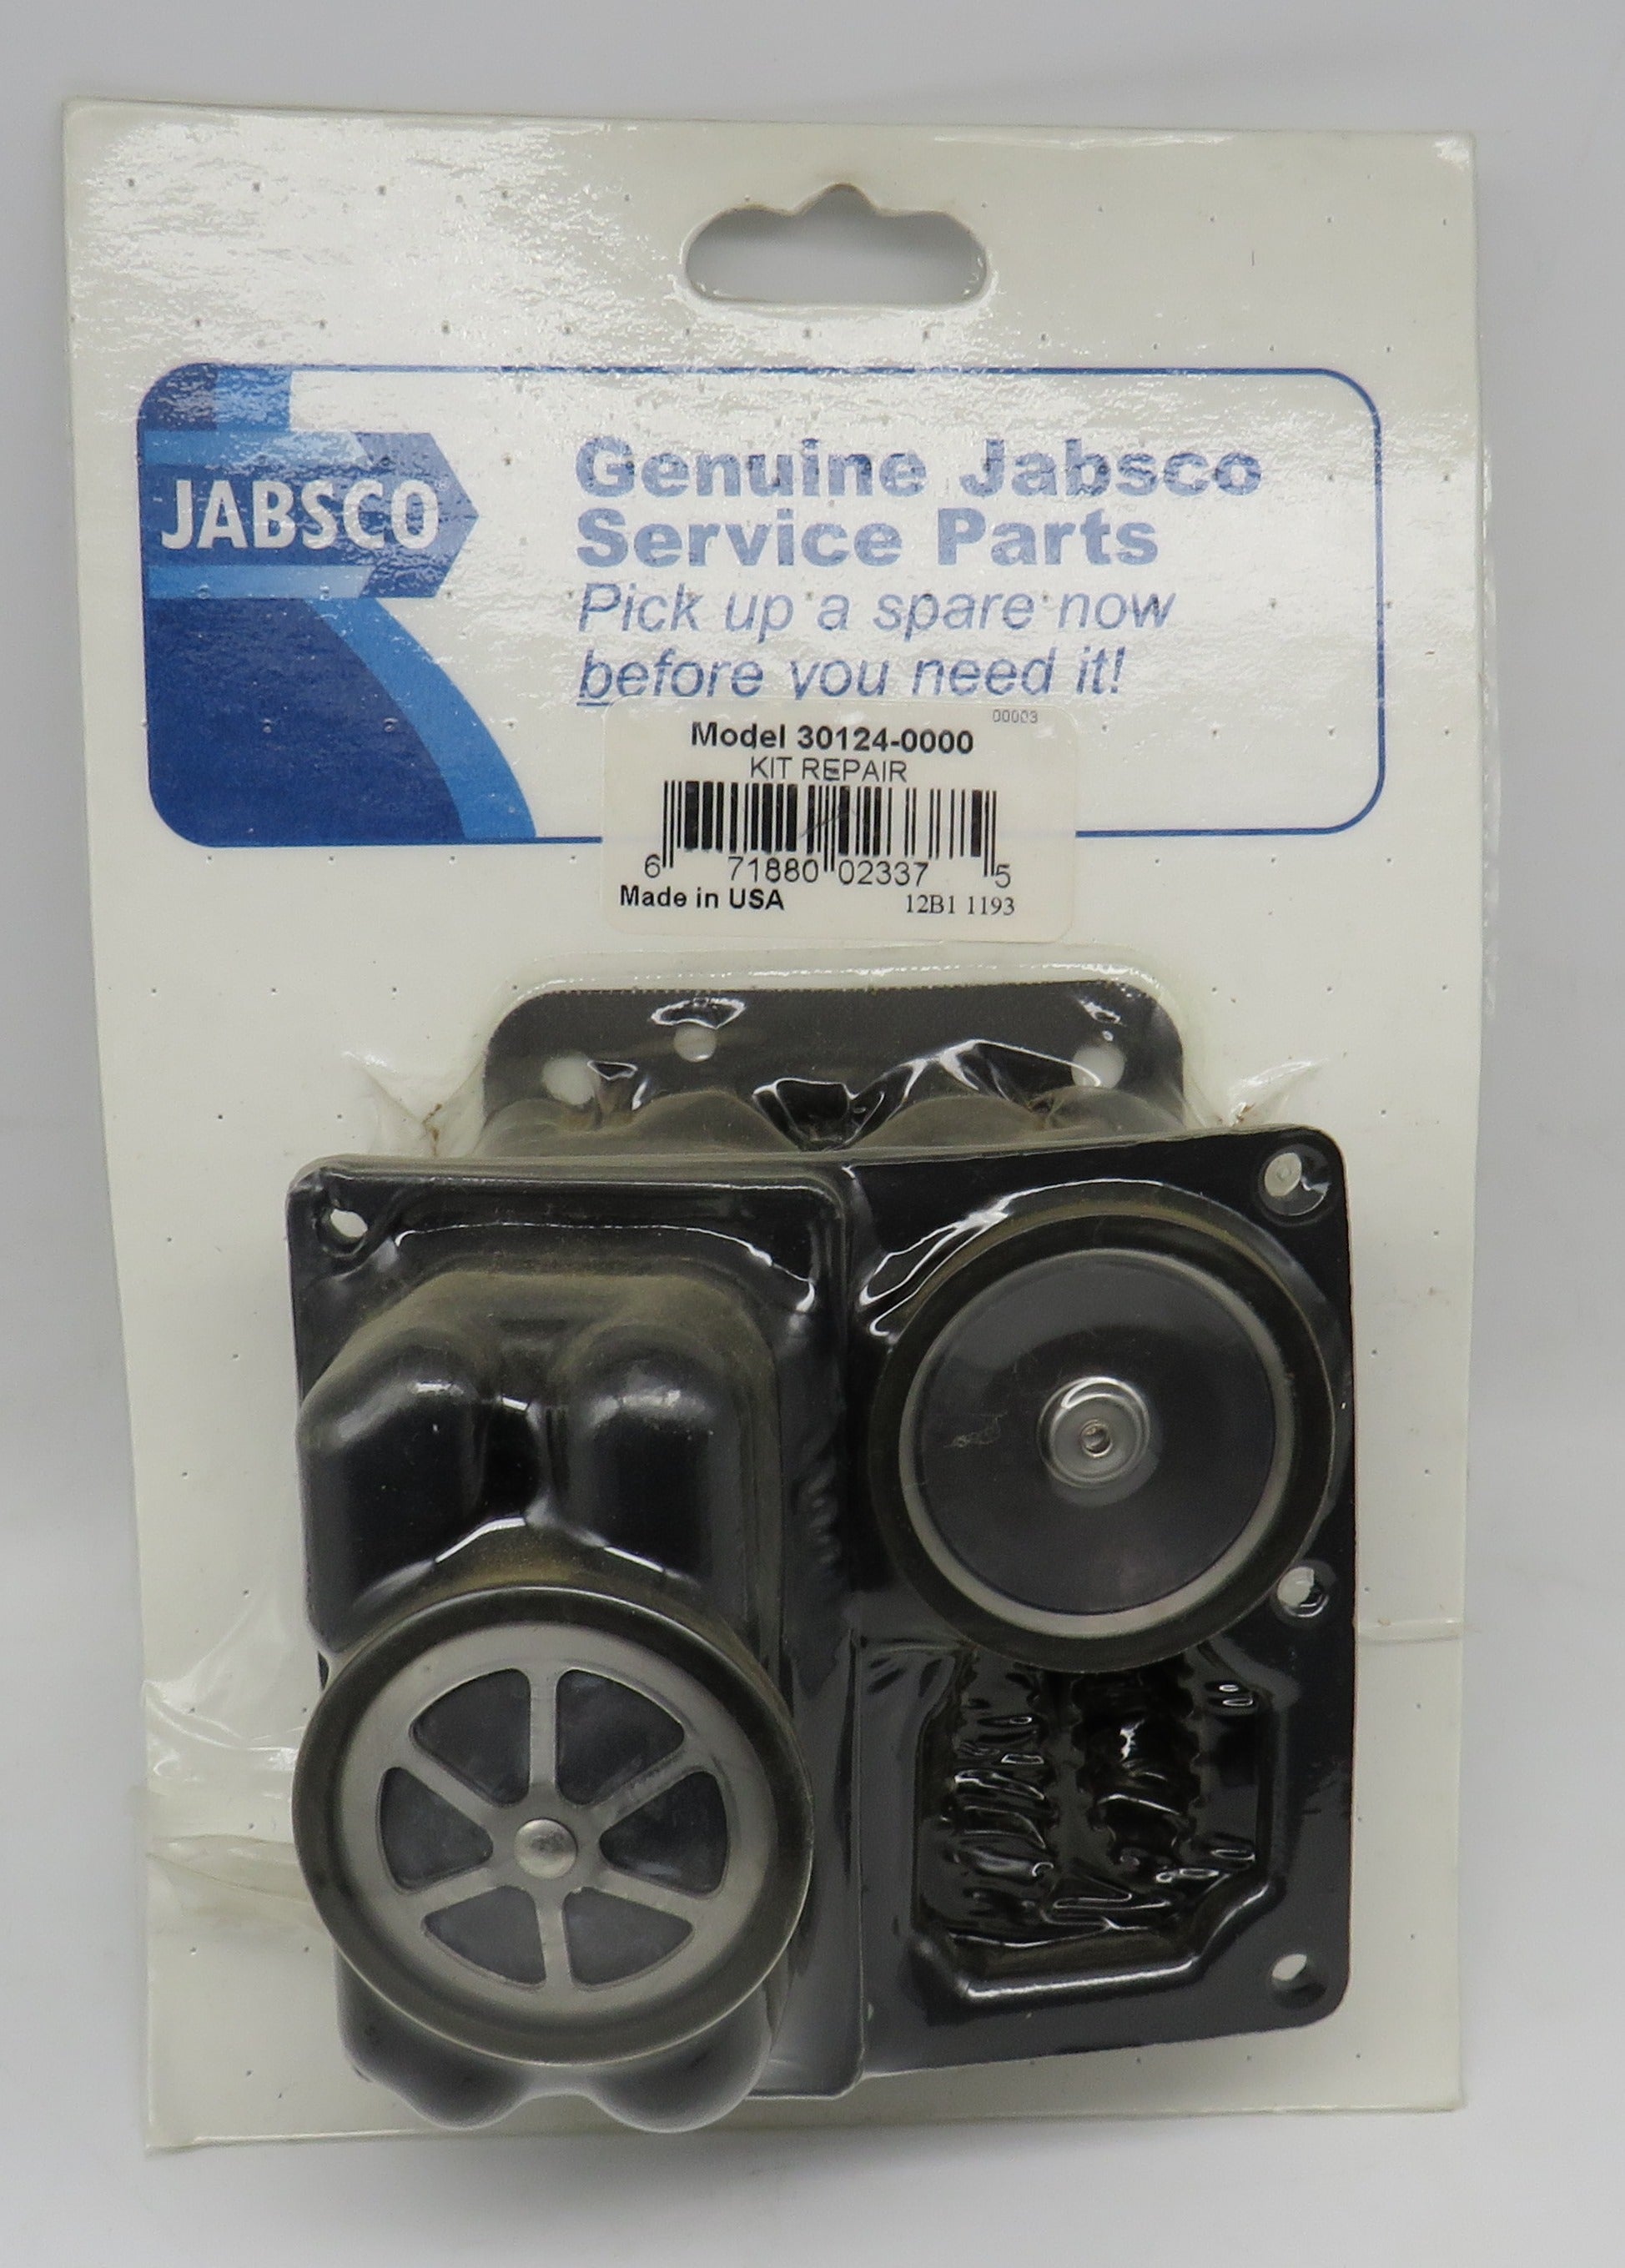 JABSCO
Genuine Jabsco
Service Parts
Pick up a spare now
before you need it!
00003
Model 30124-0000
KIT REPAIR
6 71880 02337 5
Made in USA 12B1 1193